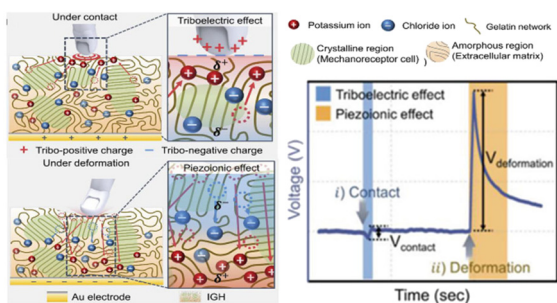 Under contact
Triboelectric effect
δ+
δ-
+ Tribo-positive charge − Tribo-negative charge
Under deformation
Piezoionic effect
δ-
δ+
Au electrode IGH
Potassium ion Chloride ion Gelatin network
Crystalline region
(Mechanoreceptor cell)
)
Amorphous region
(Extracellular matrix)
Triboelectric effect
Piezoionic effect
Voltage (V)
i) Contact
Vcontact
Vdeformation
ii) Deformation
Time (sec)